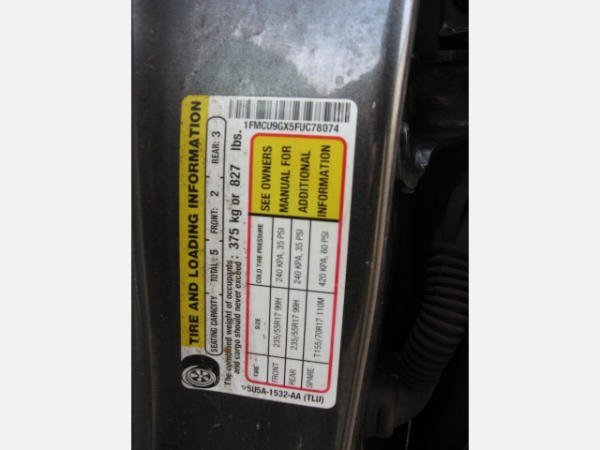 TIRE AND LOADING INFORMATION
SEATING CAPACITY TOTAL: 5 FRONT: 2 REAR: 3
The combined weight of occupants
and cargo should never exceed : 375 kg or 827 lbs.
TIRE SIZE COLD TIRE PRESSURE
FRONT 235/55R17 99H 240 KPA, 35 PSI
REAR 235/55R17 99H 240 KPA, 35 PSI
SPARE T155/70R17 110M 420 KPA, 60 PSI
SEE OWNERS
MANUAL FOR
ADDITIONAL
INFORMATION
5U5A-1532-AA (TLU)
1FMCU9GX5FUC78074